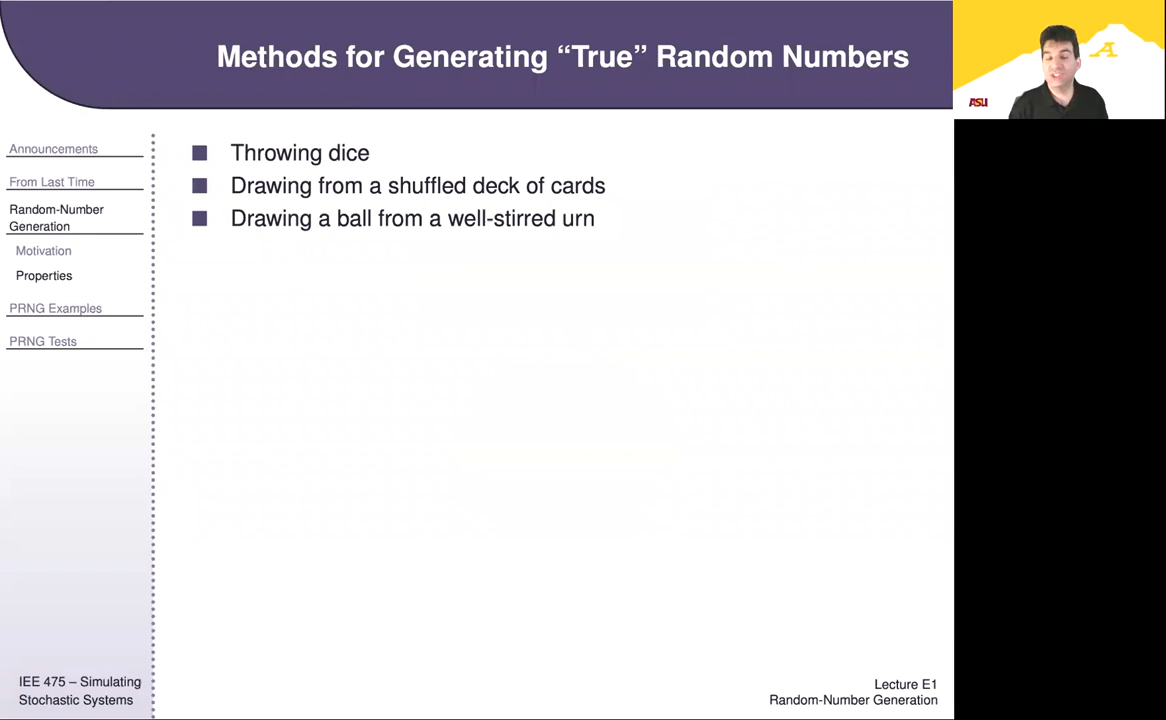 Methods for Generating “True” Random Numbers
ASU
Announcements
From Last Time
Random-Number
Generation
Motivation
Properties
PRNG Examples
PRNG Tests
Throwing dice
Drawing from a shuffled deck of cards
Drawing a ball from a well-stirred urn
IEE 475 – Simulating
Stochastic Systems
Lecture E1
Random-Number Generation